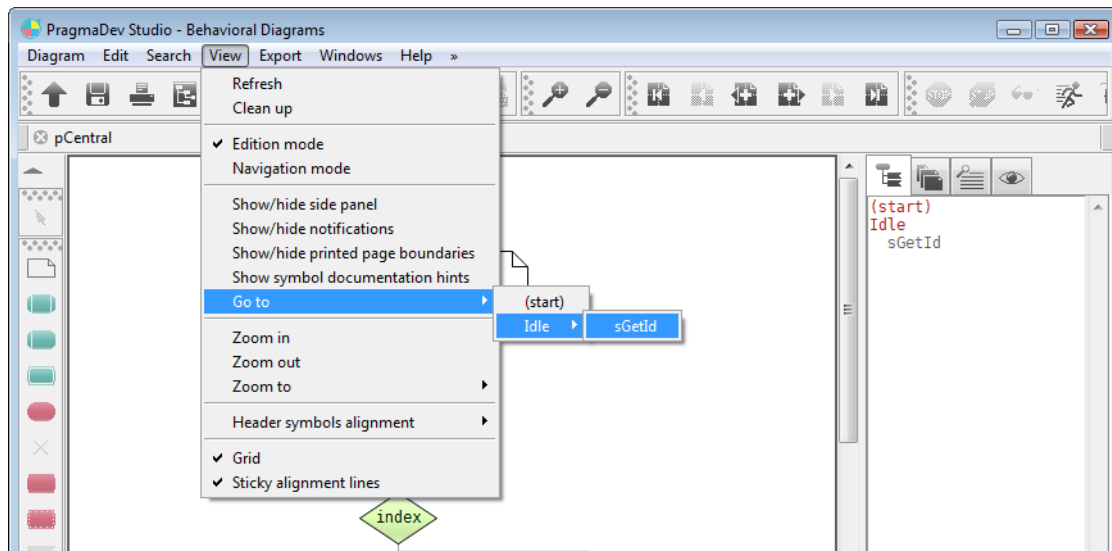 PragmaDev Studio - Behavioral Diagrams
Diagram Edit Search View Export Windows Help »
pCentral
Refresh
Clean up
Edition mode
Navigation mode
Show/hide side panel
Show/hide notifications
Show/hide printed page boundaries
Show symbol documentation hints
Go to
(start)
Idle
sGetId
Zoom in
Zoom out
Zoom to
Header symbols alignment
Grid
Sticky alignment lines
index
(start)
Idle
sGetId